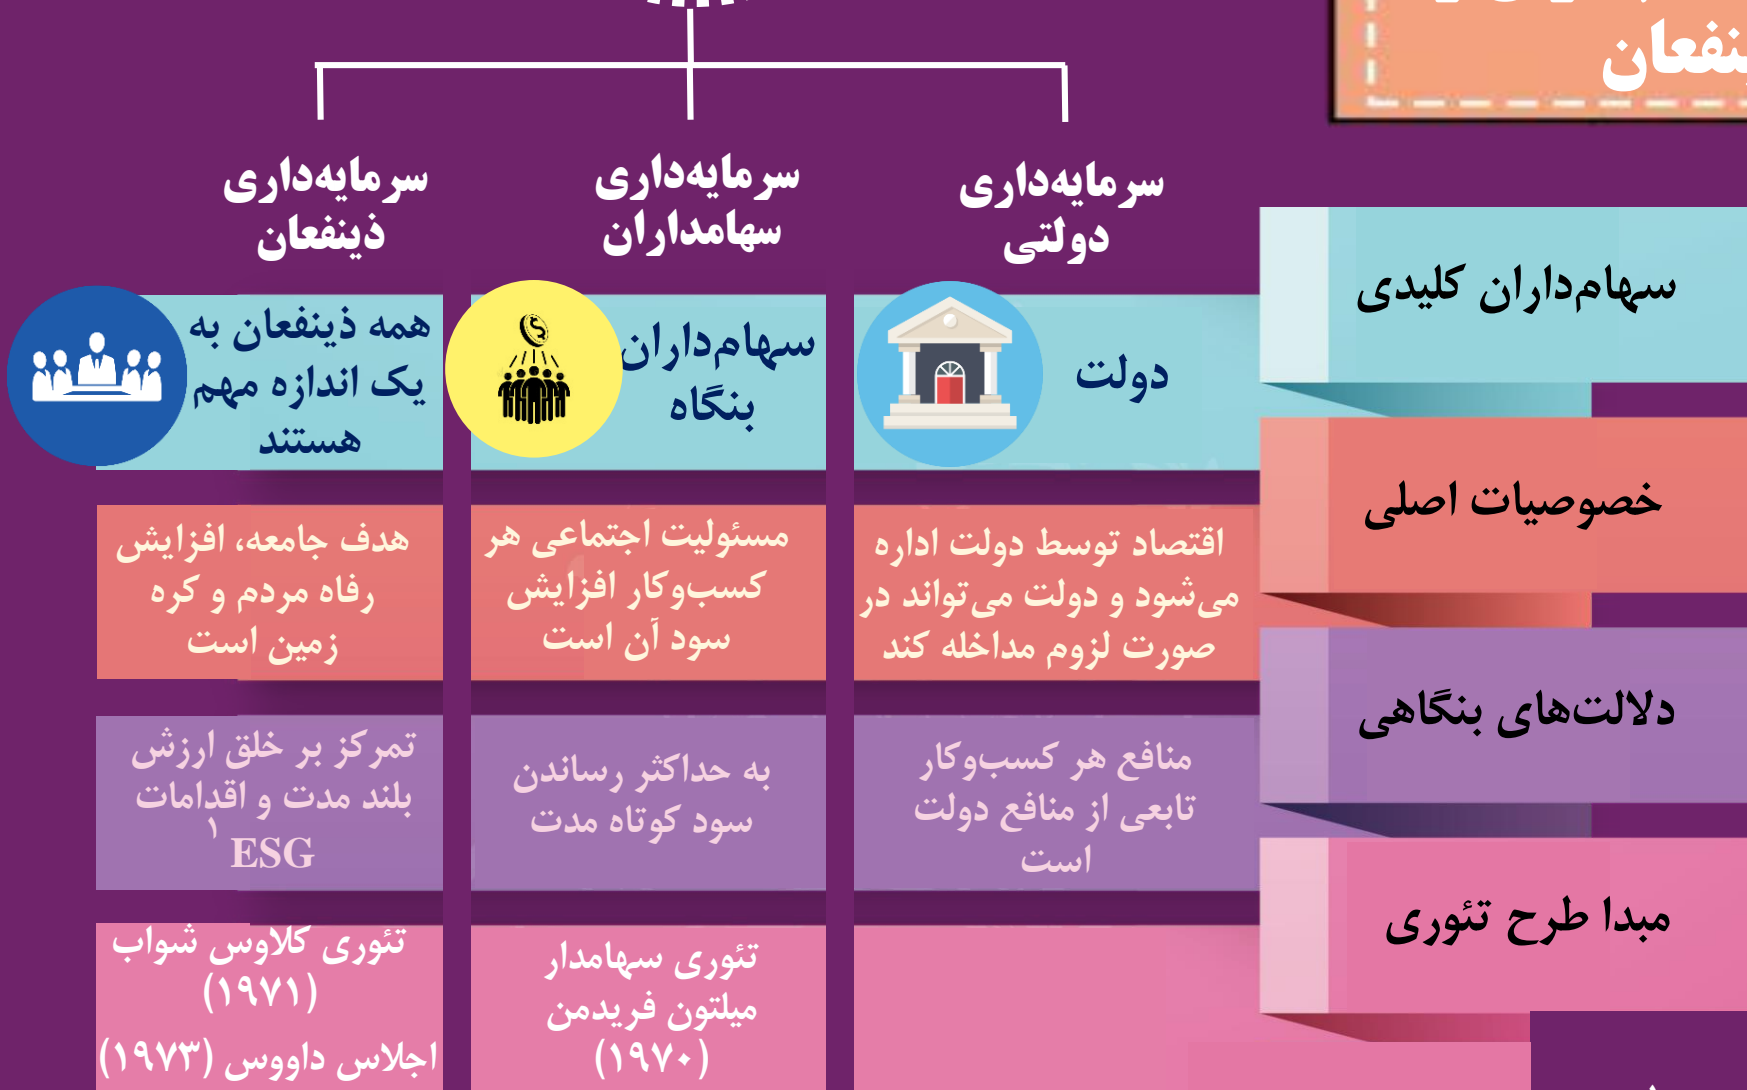 ینفعان
سرمایه‌داری
دولتی
سرمایه‌داری
سهامداران
سرمایه‌داری
ذینفعان
سهام‌داران کلیدی
دولت
سهام‌داران
بنگاه
همه ذینفعان به
یک اندازه مهم
هستند
خصوصیات اصلی
اقتصاد توسط دولت اداره
می‌شود و دولت می‌تواند در
صورت لزوم مداخله کند
مسئولیت اجتماعی هر
کسب‌وکار افزایش
سود آن است
هدف جامعه، افزایش
رفاه مردم و کره
زمین است
دلالت‌های بنگاهی
منافع هر کسب‌وکار
تابعی از منافع دولت
است
به حداکثر رساندن
سود کوتاه مدت
تمرکز بر خلق ارزش
بلند مدت و اقدامات
ESG ۱
مبدا طرح تئوری
تئوری سهامدار
میلتون فریدمن
(۱۹۷۰)
تئوری کلاوس شواب
(۱۹۷۱)
اجلاس داووس (۱۹۷۳)